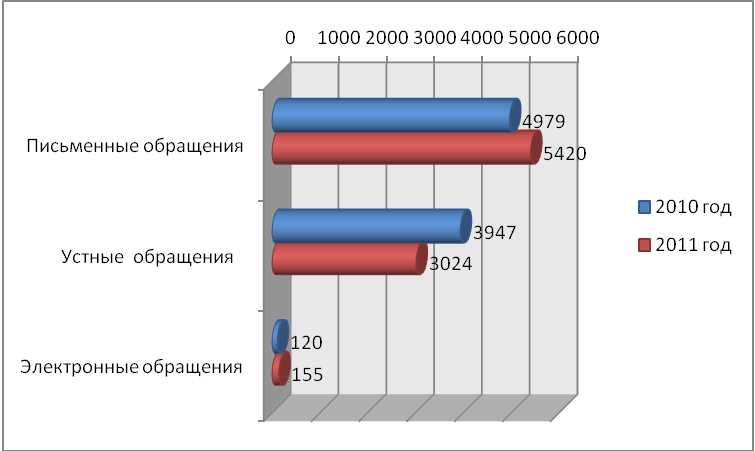 0 1000 2000 3000 4000 5000 6000
Письменные обращения
4979
5420
Устные обращения
3947
3024
Электронные обращения
120
155
2010 год
2011 год